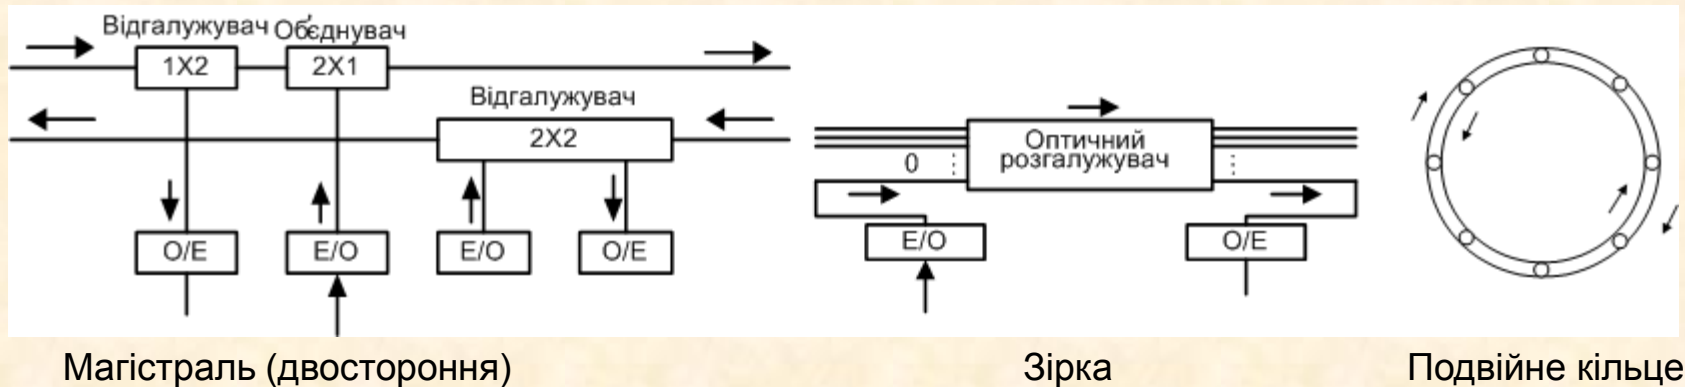 Відгалужувач Об'єднувач
1X2 2X1
Відгалужувач
2X2
O/E E/O E/O O/E
Оптичний
розгалужувач
0
E/O O/E
Магістраль (двостороння) Зірка Подвійне кільце